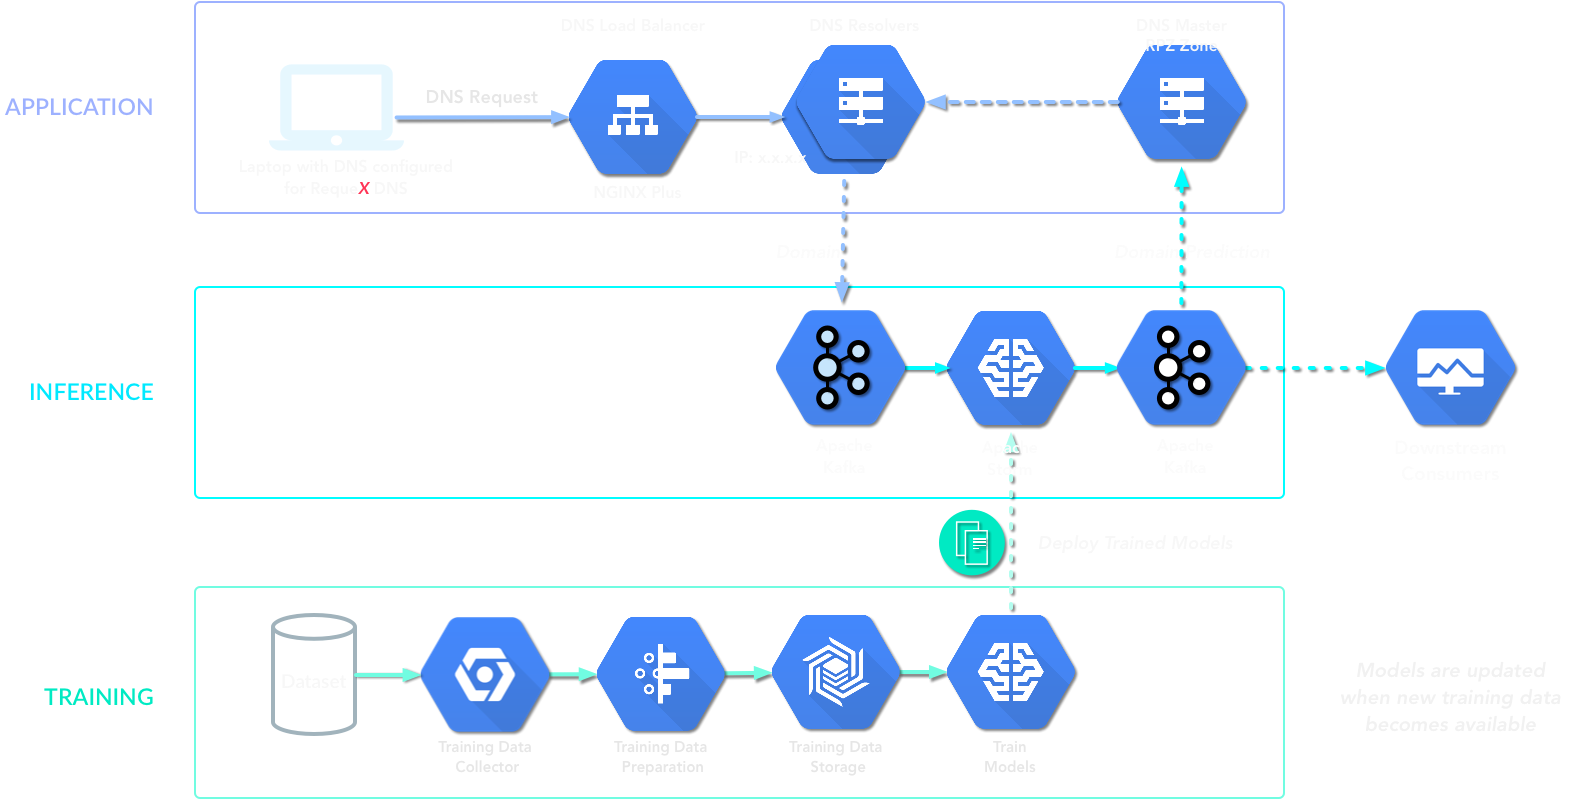 DNS Load Balancer
DNS Resolvers
DNS Master
RPZ Zone
APPLICATION
DNS Request
IP: x.x.x.x
Laptop with DNS configured
for Reque X DNS
NGINX Plus
Domain
Domain Prediction
INFERENCE
Apache
Kafka
Apache
Apache
Kafka
Downstream
Consumers
Deploy Trained Models
TRAINING
Dataset
Training Data
Collector
Training Data
Preparation
Training Data
Storage
Train
Models
Models are updated
when new training data
becomes available